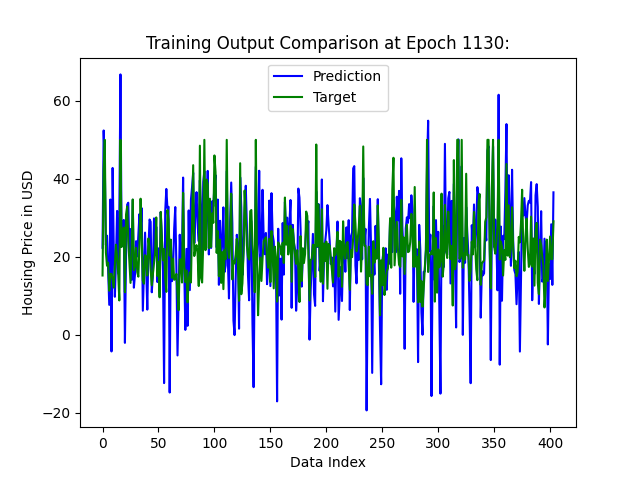 Training Output Comparison at Epoch 1130:
Prediction
Target
Housing Price in USD
60
40
20
0
−20
0 50 100 150 200 250 300 350 400
Data Index